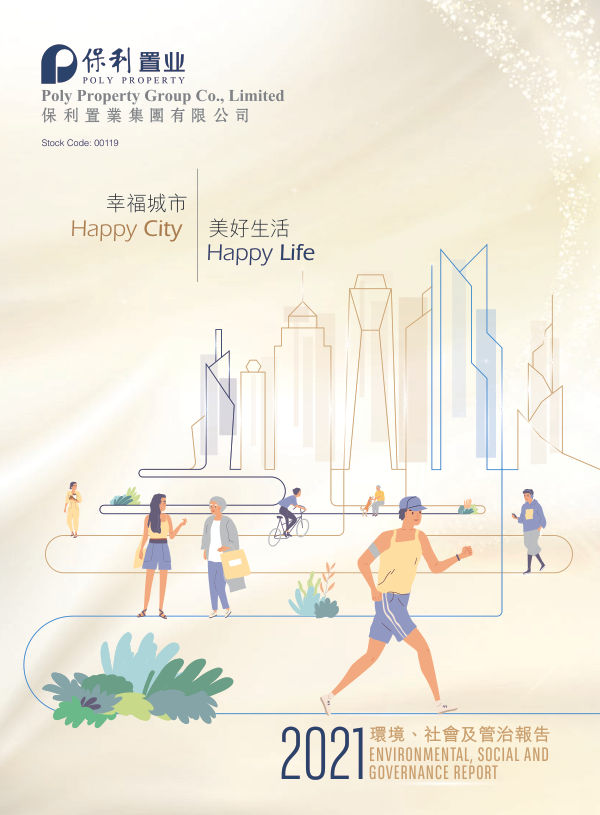 保利置业
POLY PROPERTY
Poly Property Group Co., Limited
保利置業集團有限公司
Stock Code: 00119
幸福城市
Happy City
美好生活
Happy Life
2021
環境、社會及管治報告
ENVIRONMENTAL, SOCIAL AND
GOVERNANCE REPORT